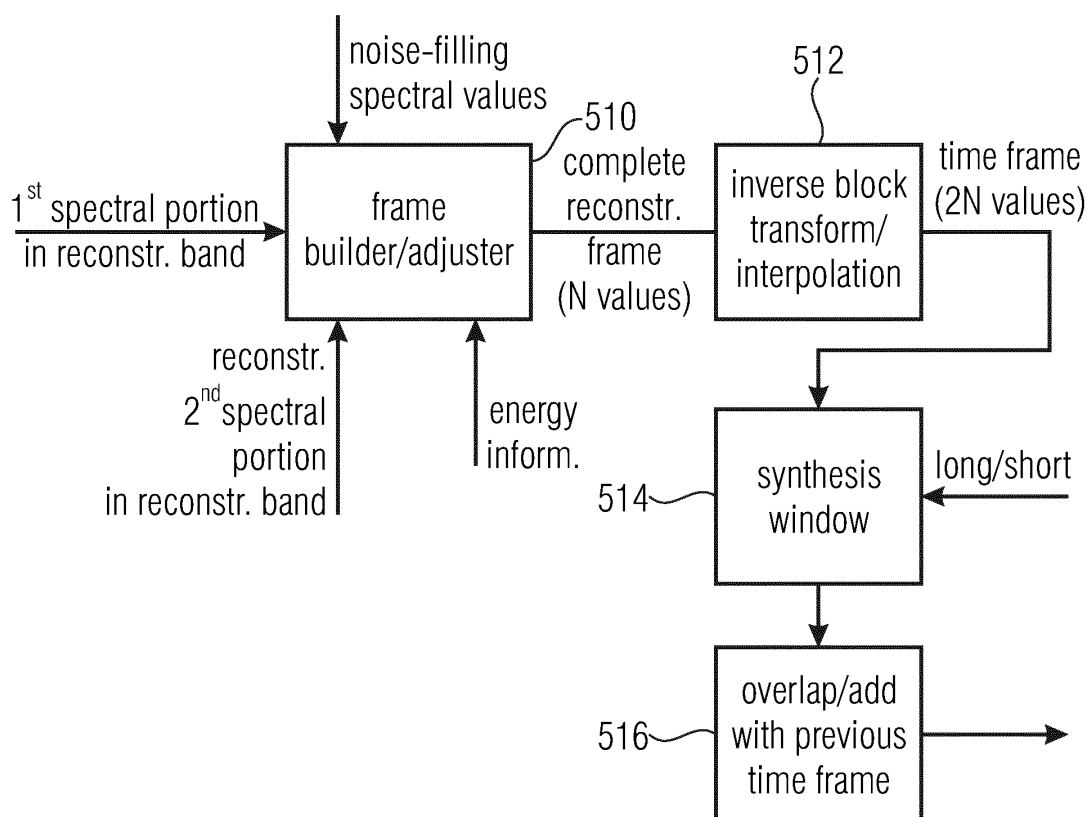 noise-filling
spectral values
510
512
1st spectral portion
in reconstr. band
frame
builder/adjuster
complete
reconstr.
frame
(N values)
inverse block
transform/
interpolation
time frame
(2N values)
reconstr.
2nd spectral
portion
in reconstr. band
energy
inform.
514
synthesis
window
long/short
516
overlap/add
with previous
time frame